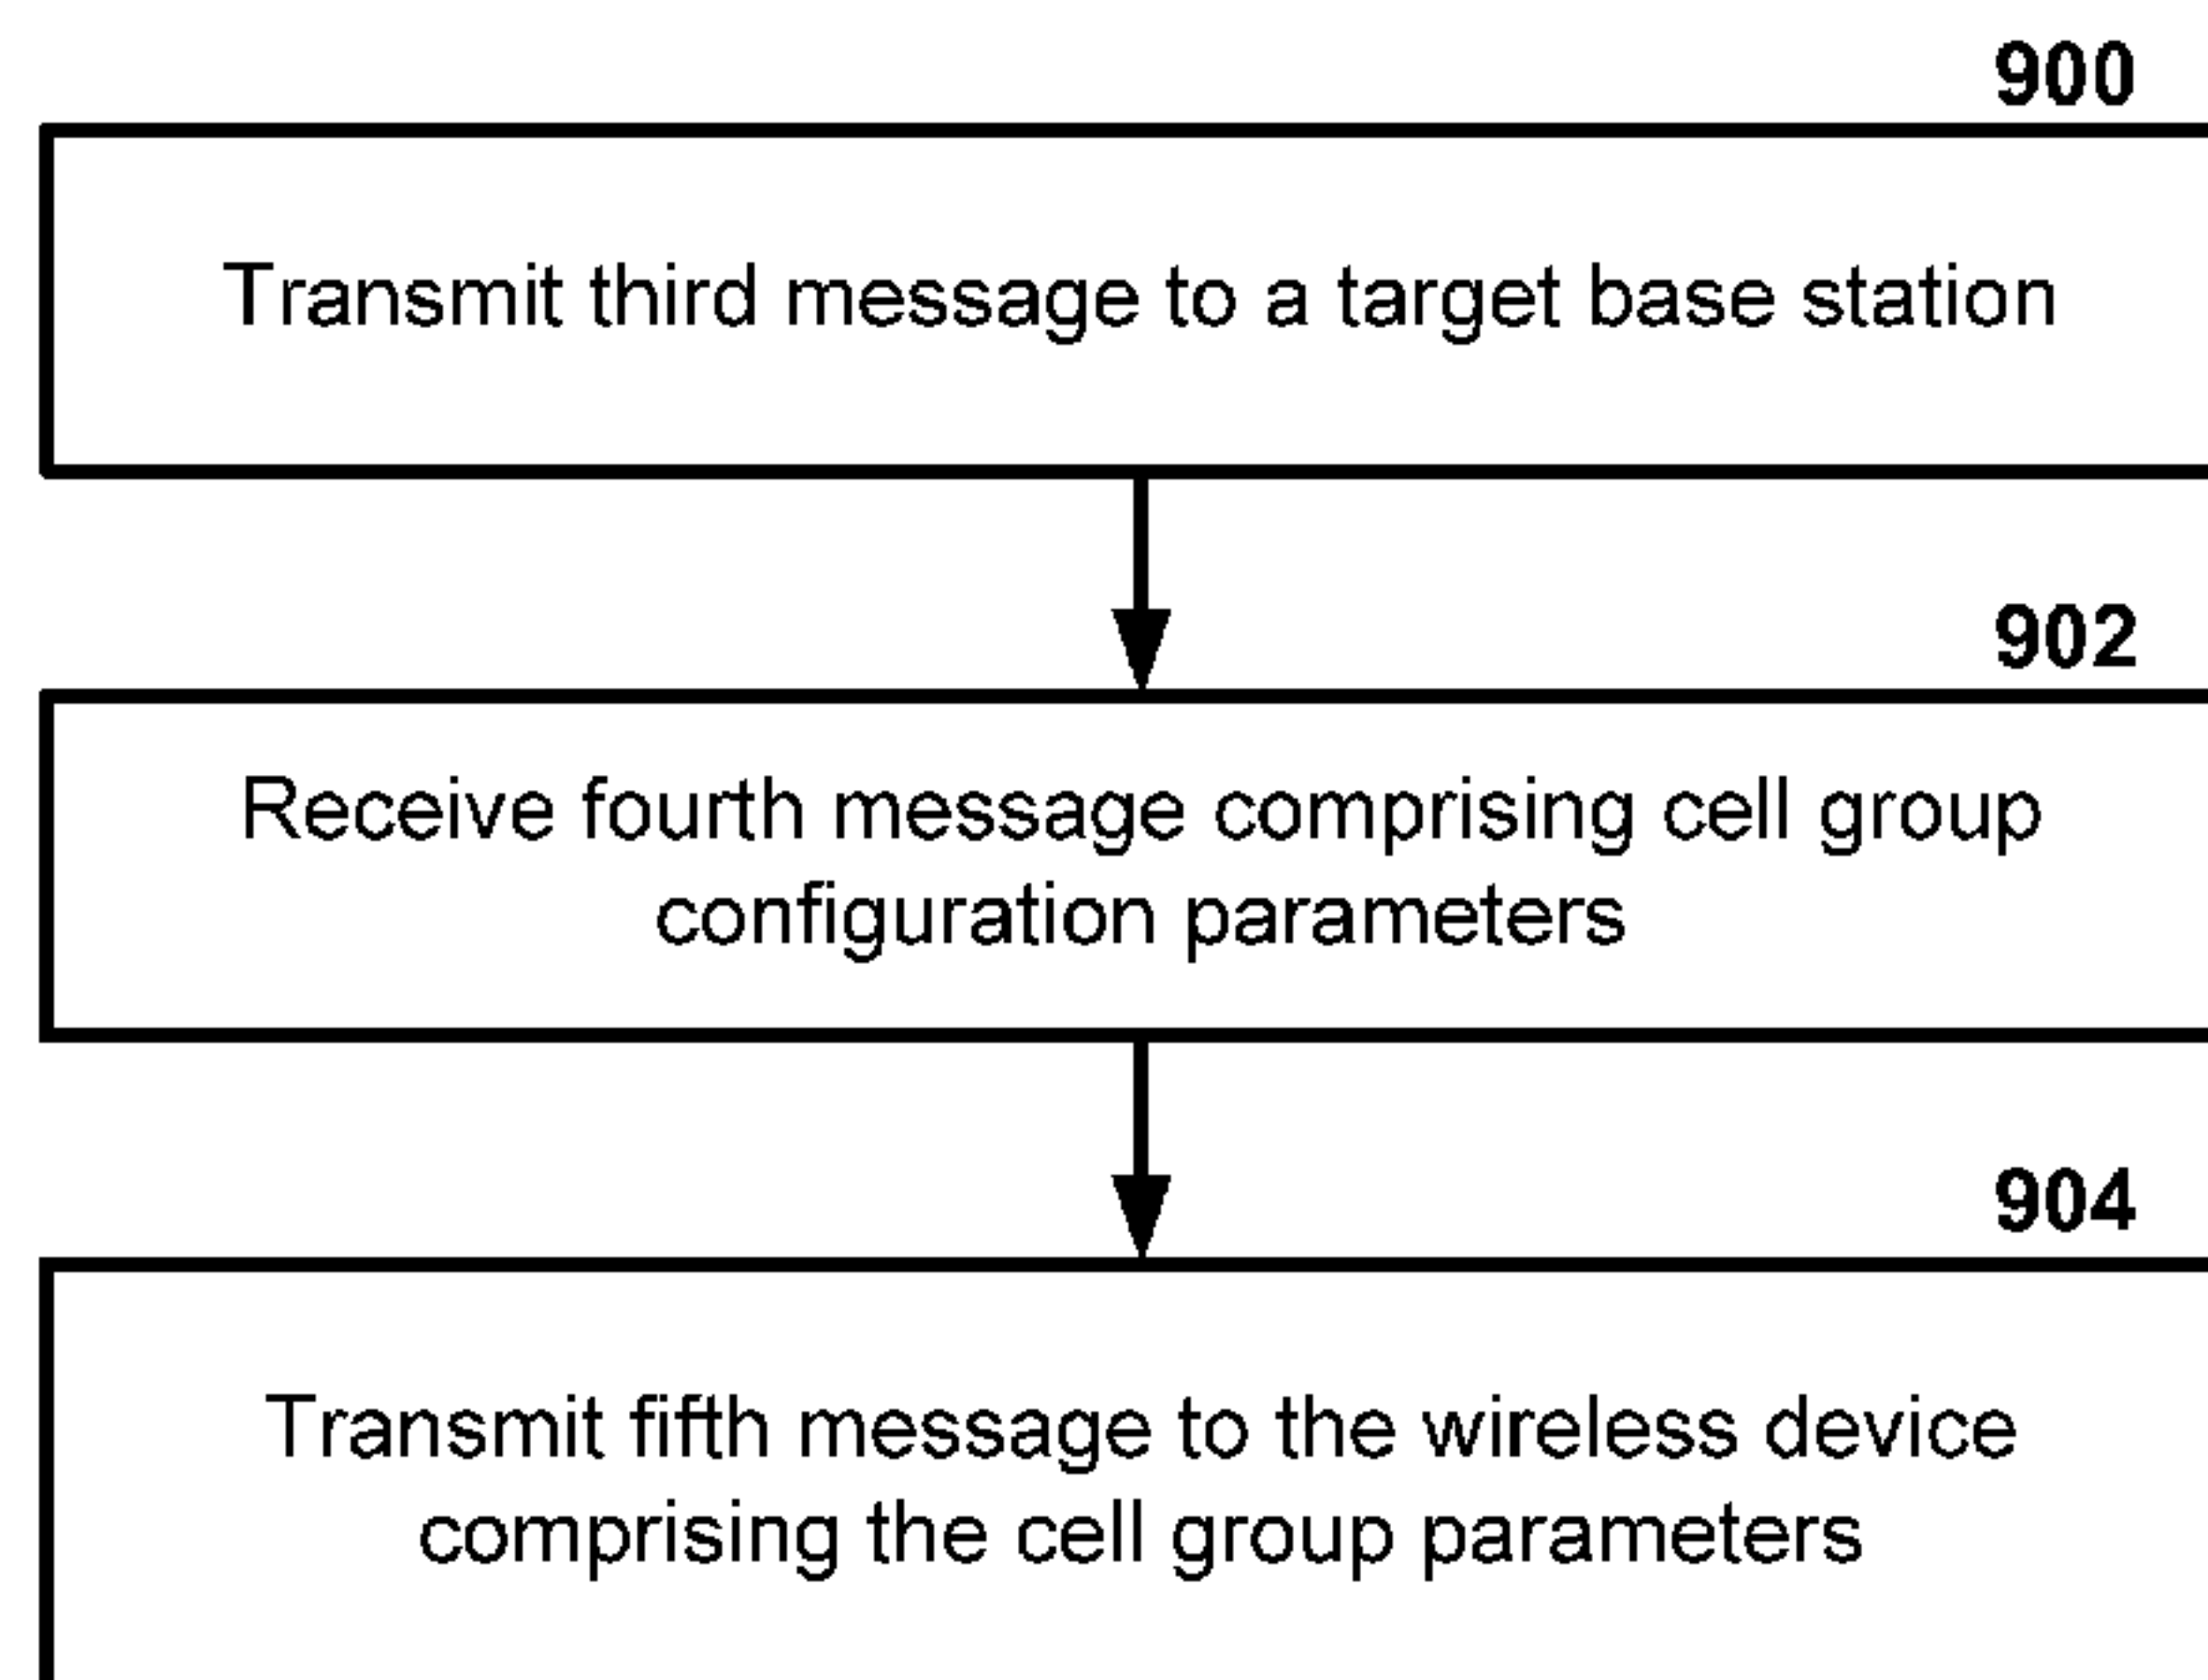 900
Transmit third message to a target base station
902
Receive fourth message comprising cell group
configuration parameters
904
Transmit fifth message to the wireless device
comprising the cell group parameters